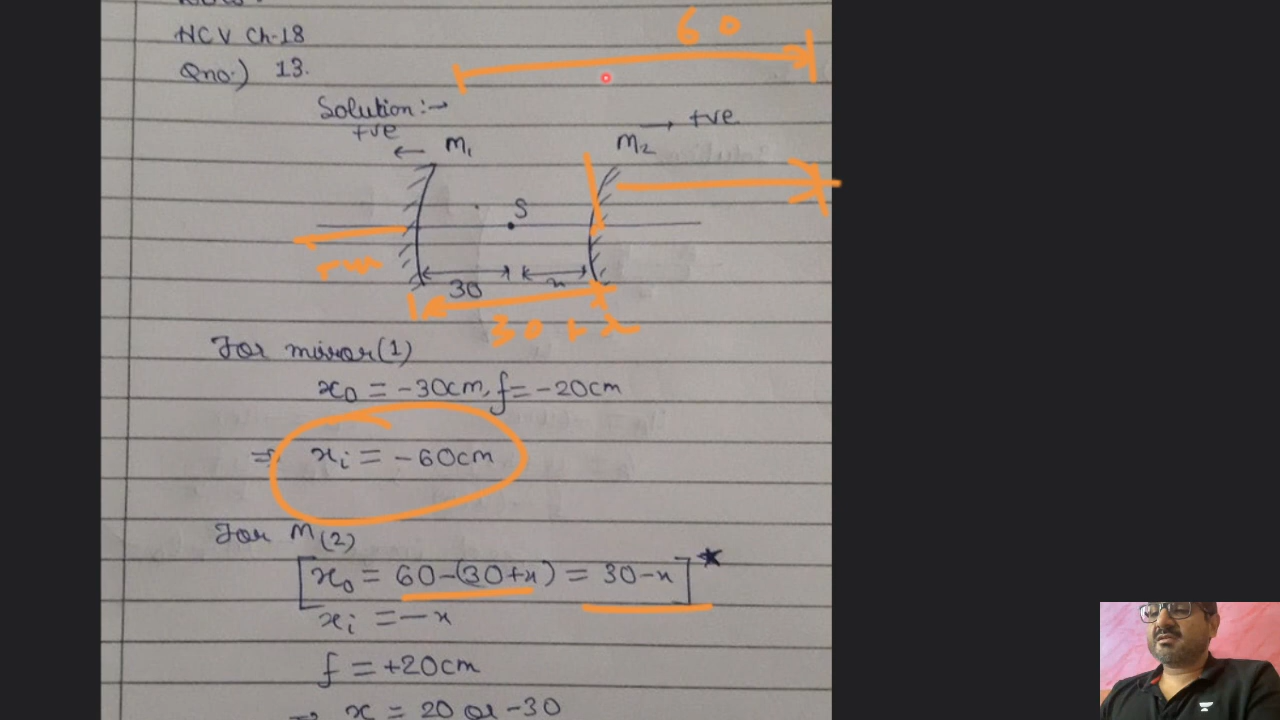 HCV Ch-18
Qno.) 13.
60
Solution :→
+ve
M1
M2
→ +ve
S
30
x
30 + x
For mirror(1)
x0 = -30cm, f = -20cm
⇒ xi = -60cm
For M(2)
[x0 = 60-(30+x) = 30-x]*
xi = -x
f = +20cm
⇒ x = 20 or -30